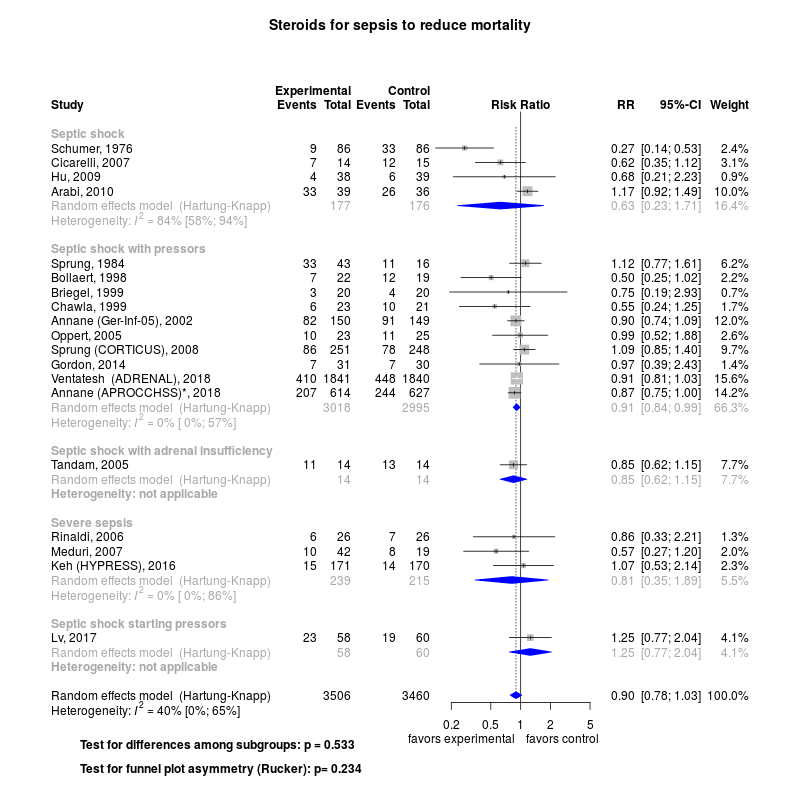 Steroids for sepsis to reduce mortality
Experimental Control
Study Events Total Events Total Risk Ratio RR 95%-CI Weight
Septic shock
Schumer, 1976 9 86 33 86 0.27 [0.14; 0.53] 2.4%
Cicarelli, 2007 7 14 12 15 0.62 [0.35; 1.12] 3.1%
Hu, 2009 4 38 6 39 0.68 [0.21; 2.23] 0.9%
Arabi, 2010 33 39 26 36 1.17 [0.92; 1.49] 10.0%
Random effects model (Hartung-Knapp) 177 176 0.63 [0.23; 1.71] 16.4%
Heterogeneity: I² = 84% [58%; 94%]
Septic shock with pressors
Sprung, 1984 33 43 11 16 1.12 [0.77; 1.61] 6.2%
Bollaert, 1998 7 22 12 19 0.50 [0.25; 1.02] 2.2%
Briegel, 1999 3 20 4 20 0.75 [0.19; 2.93] 0.7%
Chawla, 1999 6 23 10 21 0.55 [0.24; 1.25] 1.7%
Annane (Ger-Inf-05), 2002 82 150 91 149 0.90 [0.74; 1.09] 12.0%
Oppert, 2005 10 23 11 25 0.99 [0.52; 1.88] 2.6%
Sprung (CORTICUS), 2008 86 251 78 248 1.09 [0.85; 1.40] 9.7%
Gordon, 2014 7 31 7 30 0.97 [0.39; 2.43] 1.4%
Ventatesh (ADRENAL), 2018 410 1841 448 1840 0.91 [0.81; 1.03] 15.6%
Annane (APROCCHSS)*, 2018 207 614 244 627 0.87 [0.75; 1.00] 14.2%
Random effects model (Hartung-Knapp) 3018 2995 0.91 [0.84; 0.99] 66.3%
Heterogeneity: I² = 0% [ 0%; 57%]
Septic shock with adrenal insufficiency
Tandam, 2005 11 14 13 14 0.85 [0.62; 1.15] 7.7%
Random effects model (Hartung-Knapp) 14 14 0.85 [0.62; 1.15] 7.7%
Heterogeneity: not applicable
Severe sepsis
Rinaldi, 2006 6 26 7 26 0.86 [0.33; 2.21] 1.3%
Meduri, 2007 10 42 8 19 0.57 [0.27; 1.20] 2.0%
Keh (HYPRESS), 2016 15 171 14 170 1.07 [0.53; 2.14] 2.3%
Random effects model (Hartung-Knapp) 239 215 0.81 [0.35; 1.89] 5.5%
Heterogeneity: I² = 0% [ 0%; 86%]
Septic shock starting pressors
Lv, 2017 23 58 19 60 1.25 [0.77; 2.04] 4.1%
Random effects model (Hartung-Knapp) 58 60 1.25 [0.77; 2.04] 4.1%
Heterogeneity: not applicable
Random effects model (Hartung-Knapp) 3506 3460 0.90 [0.78; 1.03] 100.0%
Heterogeneity: I² = 40% [0%; 65%]
0.2 0.5 1 2 5
favors experimental favors control
Test for differences among subgroups: p = 0.533
Test for funnel plot asymmetry (Rucker): p= 0.234